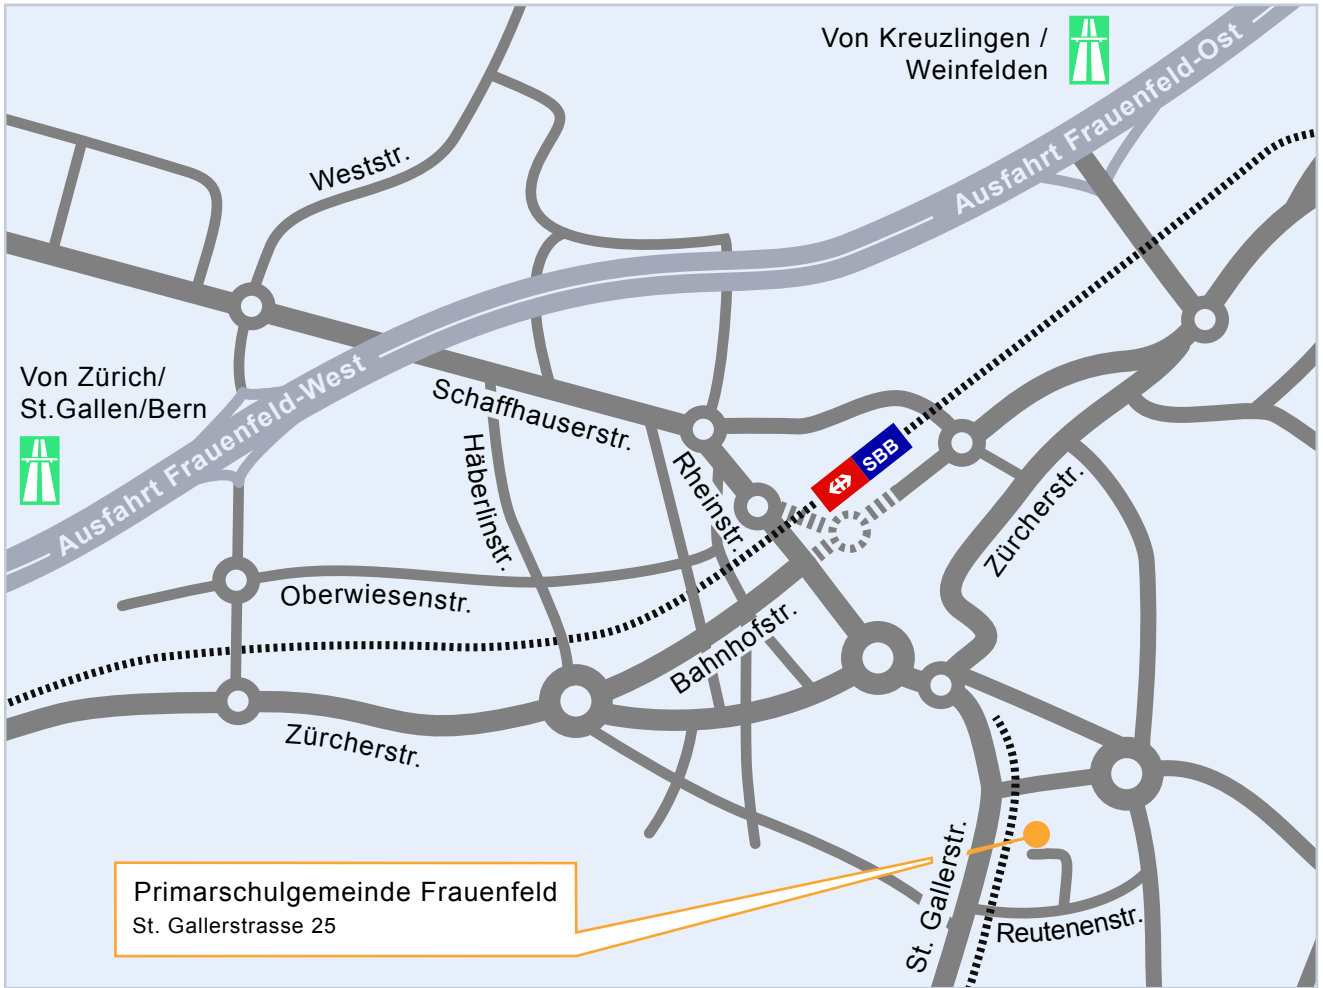 Von Kreuzlingen /
Weinfelden
Ausfahrt Frauenfeld-Ost
Weststr.
Von Zürich/
St.Gallen/Bern
Ausfahrt Frauenfeld-West
Schaffhauserstr.
Häberlinstr.
Rheinstr.
SBB
Zürcherstr.
Oberwiesenstr.
Bahnhofstr.
Zürcherstr.
St. Gallerstr.
Reutenenstr.
Primarschulgemeinde Frauenfeld
St. Gallerstrasse 25